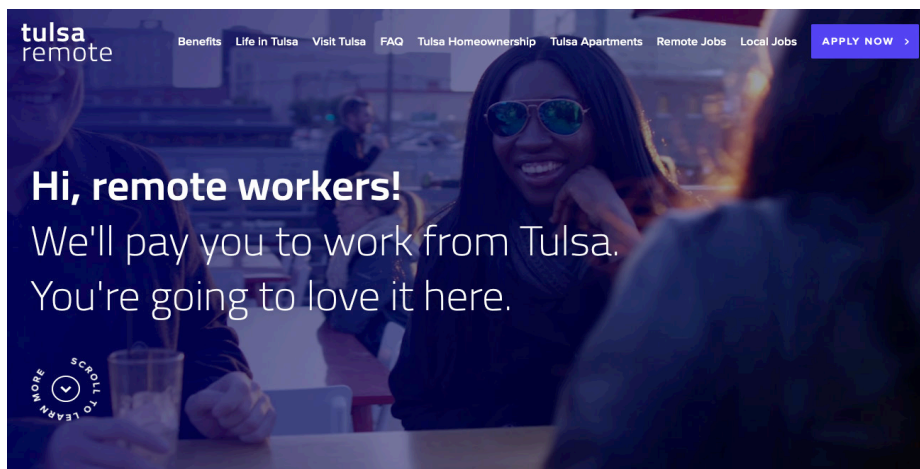 tulsa
remote
Benefits Life in Tulsa Visit Tulsa FAQ Tulsa Homeownership Tulsa Apartments Remote Jobs Local Jobs APPLY NOW >
Hi, remote workers!
We'll pay you to work from Tulsa.
You're going to love it here.
SCROLL TO LEARN MORE